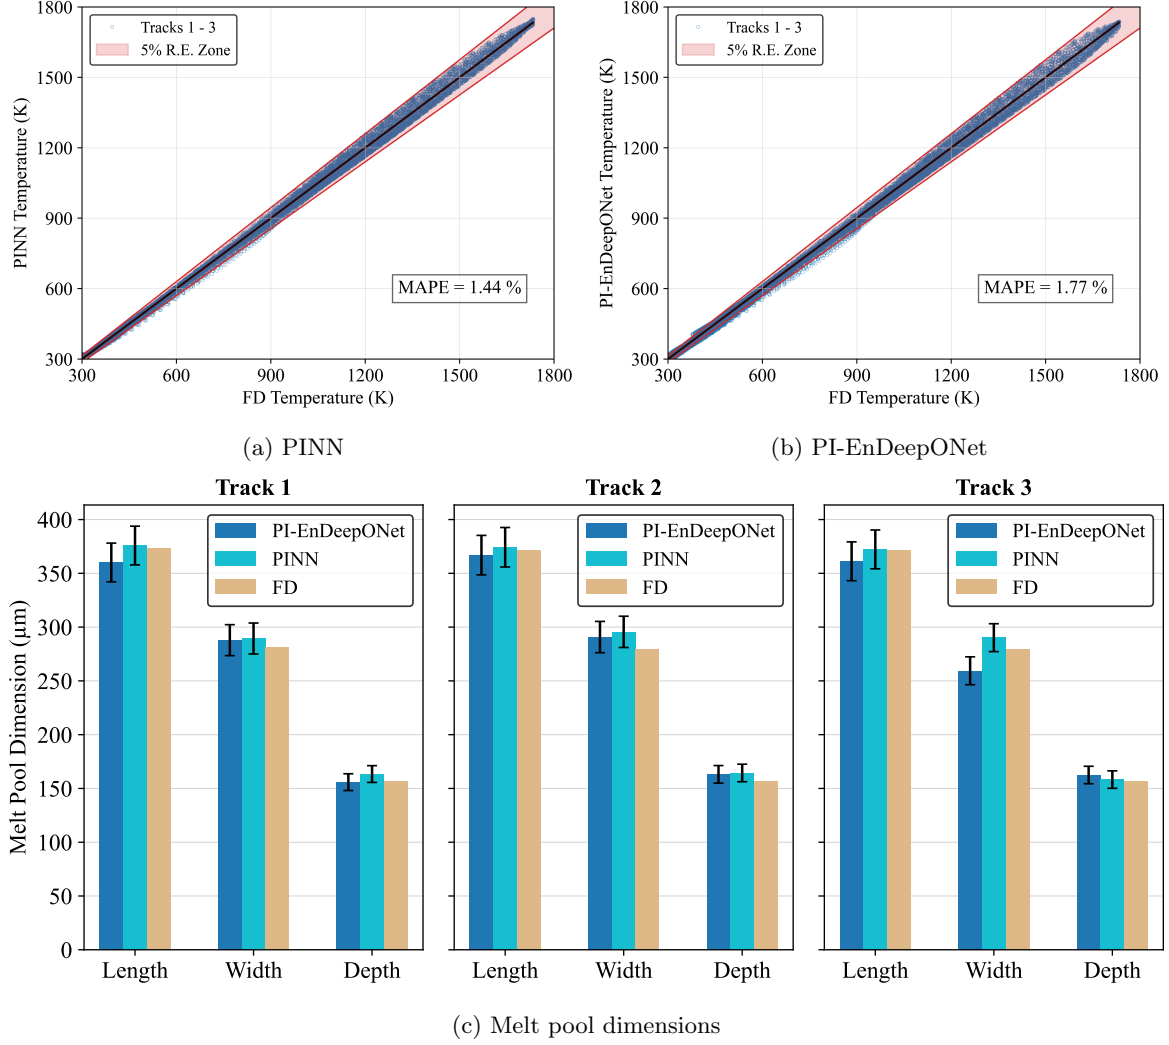 1800
1500
1200
900
600
300
300 600 900 1200 1500 1800
PINN Temperature (K)
FD Temperature (K)
Tracks 1 - 3
5% R.E. Zone
MAPE = 1.44 %
(a) PINN
1800
1500
1200
900
600
300
300 600 900 1200 1500 1800
PI-EnDeepONet Temperature (K)
FD Temperature (K)
Tracks 1 - 3
5% R.E. Zone
MAPE = 1.77 %
(b) PI-EnDeepONet
Melt Pool Dimension (μm)
400
350
300
250
200
150
100
50
0
Track 1
PI-EnDeepONet
PINN
FD
Length Width Depth
Track 2
PI-EnDeepONet
PINN
FD
Length Width Depth
Track 3
PI-EnDeepONet
PINN
FD
Length Width Depth
(c) Melt pool dimensions